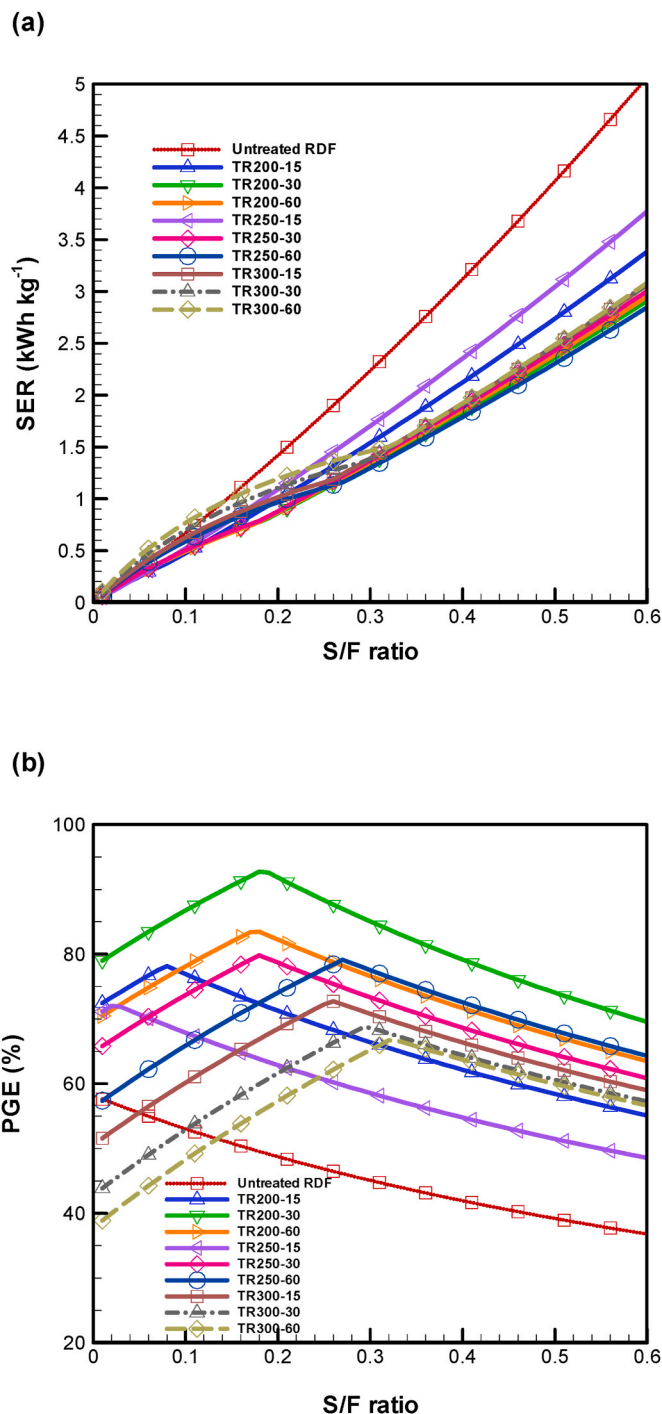 (a)
5
4.5
4
3.5
3
2.5
2
1.5
1
0.5
0
SER (kWh kg⁻¹)
Untreated RDF
TR200-15
TR200-30
TR200-60
TR250-15
TR250-30
TR250-60
TR300-15
TR300-30
TR300-60
0 0.1 0.2 0.3 0.4 0.5 0.6
S/F ratio
(b)
100
80
60
40
20
PGE (%)
Untreated RDF
TR200-15
TR200-30
TR200-60
TR250-15
TR250-30
TR250-60
TR300-15
TR300-30
TR300-60
0 0.1 0.2 0.3 0.4 0.5 0.6
S/F ratio